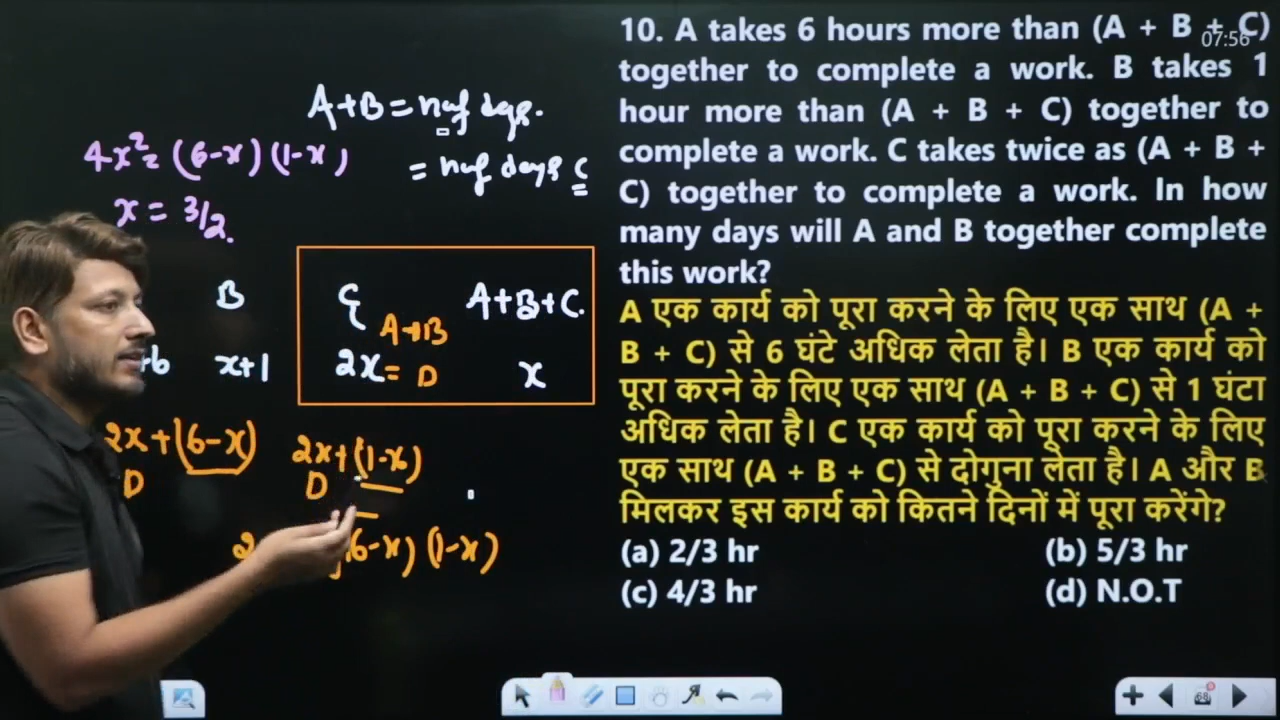 A+B = no. of days.
= no. of days C
4x² = (6-x)(1-x)
x = 3/2.
B C A+B+C.
A+B
+6 x+1 2x = D x
2x+(6-x) 2x+(1-x)
D D
6-x) (1-x)
10. A takes 6 hours more than (A + B + C)
07:56
together to complete a work. B takes 1
hour more than (A + B + C) together to
complete a work. C takes twice as (A + B +
C) together to complete a work. In how
many days will A and B together complete
this work?
A एक कार्य को पूरा करने के लिए एक साथ (A +
B + C) से 6 घंटे अधिक लेता है। B एक कार्य को
पूरा करने के लिए एक साथ (A + B + C) से 1 घंटा
अधिक लेता है। C एक कार्य को पूरा करने के लिए
एक साथ (A + B + C) से दोगुना लेता है। A और B
मिलकर इस कार्य को कितने दिनों में पूरा करेंगे?
(a) 2/3 hr (b) 5/3 hr
(c) 4/3 hr (d) N.O.T
68